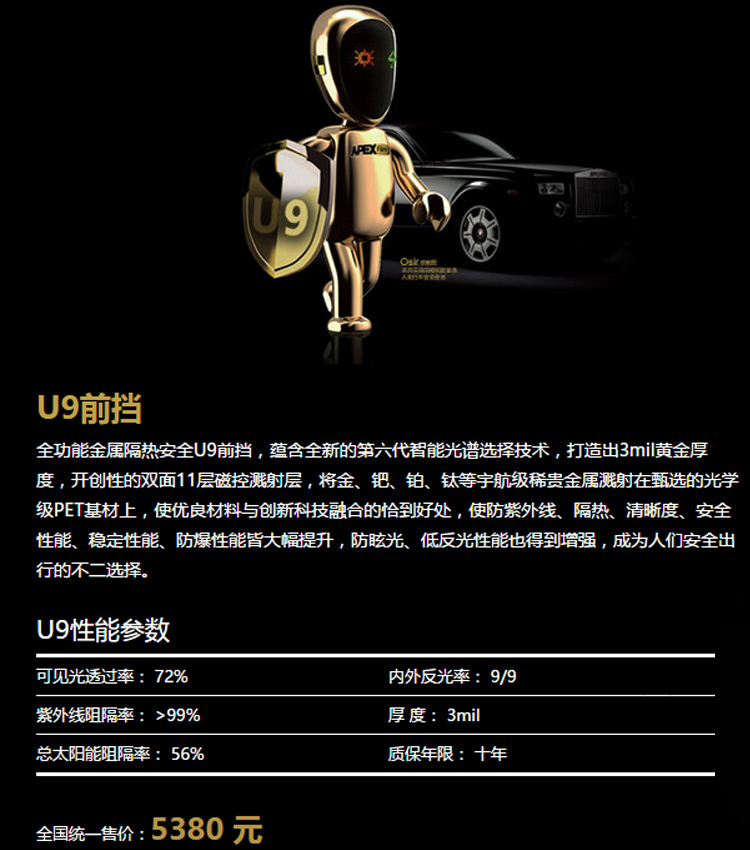 APEX
U9
Osir
U9前挡
全功能金属隔热安全U9前挡，蕴含全新的第六代智能光谱选择技术，打造出3mil黄金厚
度，开创性的双面11层磁控溅射层，将金、钯、铂、钛等宇航级稀贵金属溅射在甄选的光学
级PET基材上，使优良材料与创新科技融合的恰到好处，使防紫外线、隔热、清晰度、安全
性能、稳定性能、防爆性能皆大幅提升，防眩光、低反光性能也得到增强，成为人们安全出
行的不二选择。
U9性能参数
可见光透过率： 72% 内外反光率： 9/9
紫外线阻隔率： >99% 厚 度： 3mil
总太阳能阻隔率： 56% 质保年限： 十年
全国统一售价：5380 元